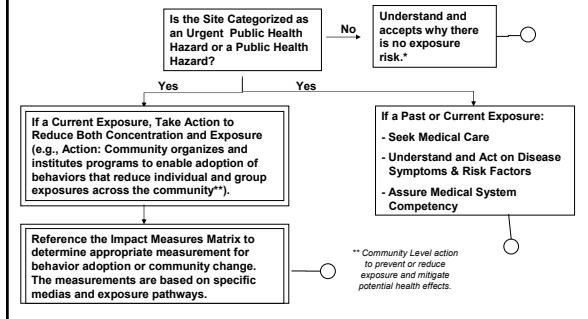 Is the Site Categorized as
an Urgent Public Health
Hazard or a Public Health
Hazard?
No
Understand and
accepts why there
is no exposure
risk.*
Yes
Yes
If a Current Exposure, Take Action to
Reduce Both Concentration and Exposure
(e.g., Action: Community organizes and
institutes programs to enable adoption of
behaviors that reduce individual and group
exposures across the community**).
If a Past or Current Exposure:
- Seek Medical Care
- Understand and Act on Disease
Symptoms & Risk Factors
- Assure Medical System
Competency
Reference the Impact Measures Matrix to
determine appropriate measurement for
behavior adoption or community change.
The measurements are based on specific
medias and exposure pathways.
** Community Level action
to prevent or reduce
exposure and mitigate
potential health effects.